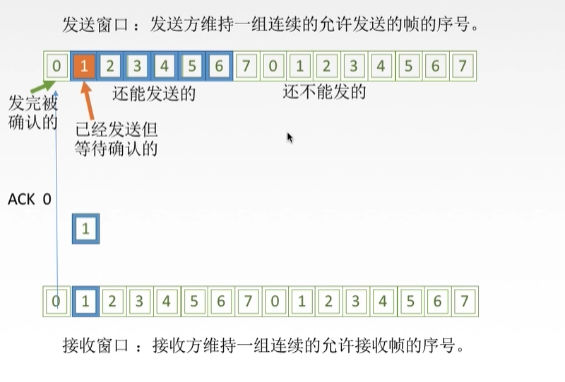 发送窗口：发送方维持一组连续的允许发送的帧的序号。
0 1 2 3 4 5 6 7 0 1 2 3 4 5 6 7
发完被
确认的
已经发送但
等待确认的
还能发送的
还不能发的
ACK 0
1
0 1 2 3 4 5 6 7 0 1 2 3 4 5 6 7
接收窗口：接收方维持一组连续的允许接收帧的序号。